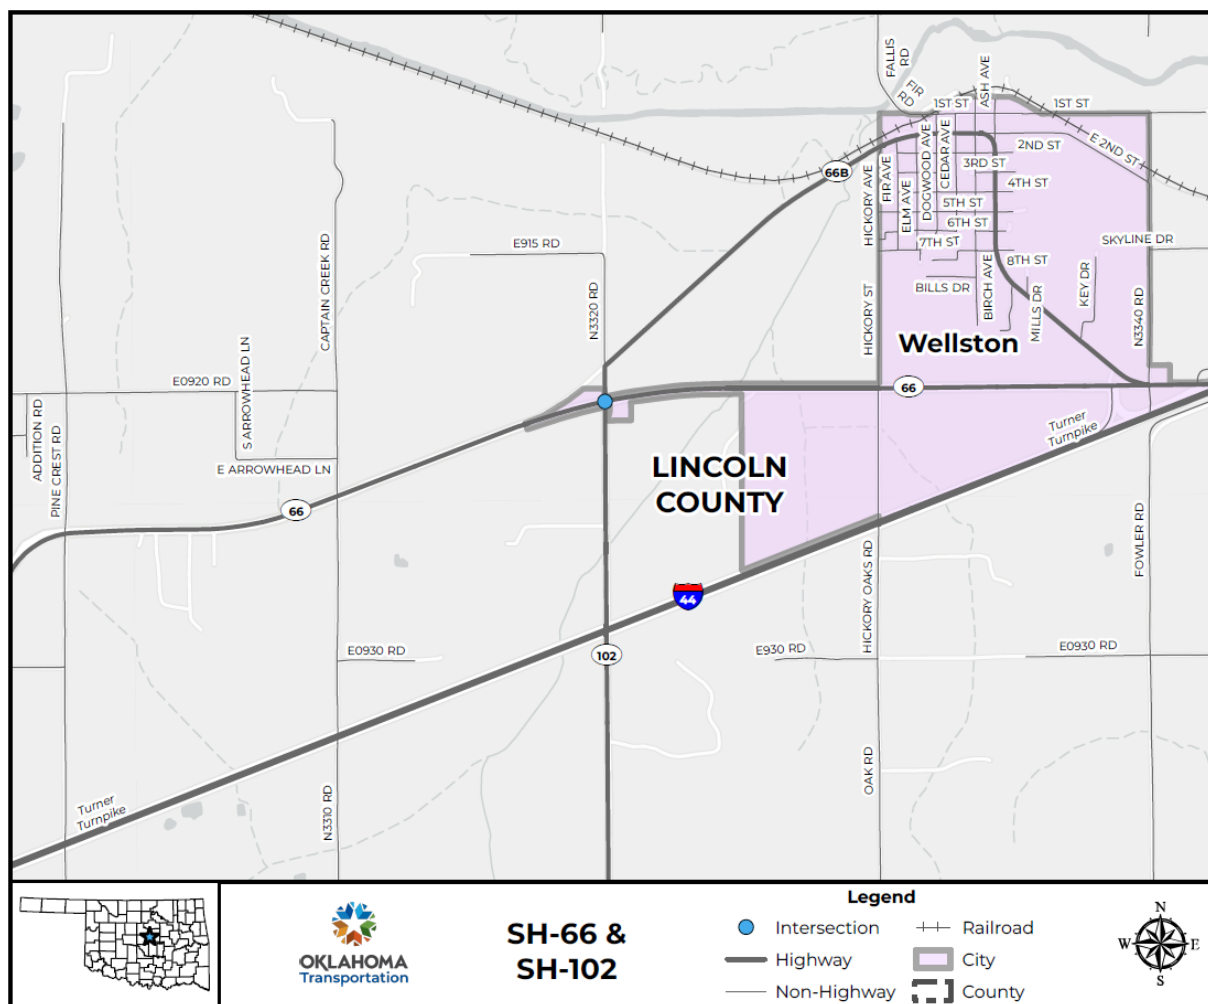 FALLIS
RD
FIR
RD
ASH AVE
1ST ST
1ST ST
2ND ST
E 2ND ST
3RD ST
4TH ST
5TH ST
6TH ST
7TH ST
8TH ST
66B
HICKORY AVE
FIR AVE
ELM AVE
DOGWOOD AVE
CEDAR AVE
SKYLINE DR
E915 RD
CAPTAIN CREEK RD
N3320 RD
HICKORY ST
BILLS DR
BIRCH AVE
MILLS DR
KEY DR
N3340 RD
Wellston
S ARROWHEAD LN
E0920 RD
66
ADDITION RD
PINE CREST RD
E ARROWHEAD LN
Turner
Turnpike
LINCOLN
COUNTY
66
FOWLER RD
HICKORY OAKS RD
44
E0930 RD
102
E930 RD
E0930 RD
OAK RD
N3310 RD
Turner
Turnpike
OKLAHOMA
Transportation
SH-66 &
SH-102
Legend
Intersection
Railroad
Highway
City
Non-Highway
County
N
W
E
S